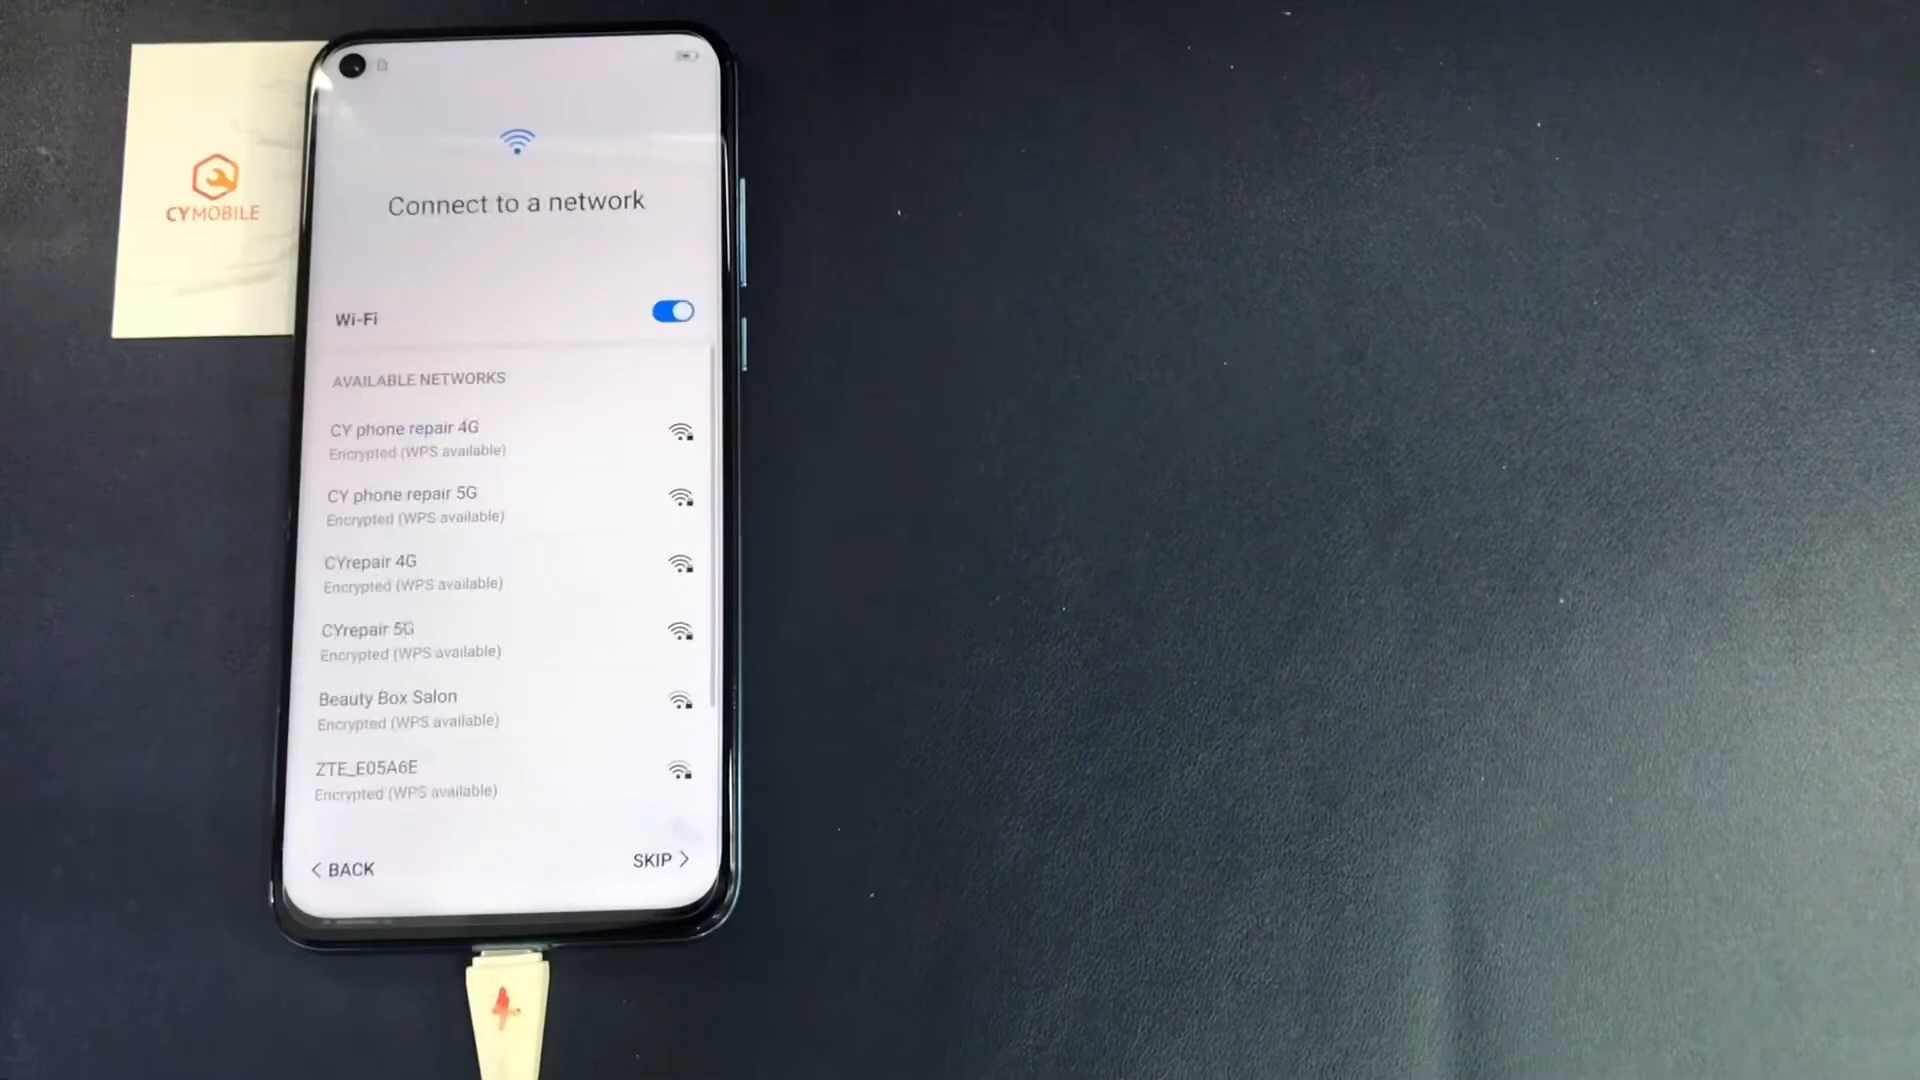 CYMOBILE
Connect to a network
Wi-Fi
AVAILABLE NETWORKS
CY phone repair 4G
Encrypted (WPS available)
CY phone repair 5G
Encrypted (WPS available)
CYrepair 4G
Encrypted (WPS available)
CYrepair 5G
Encrypted (WPS available)
Beauty Box Salon
Encrypted (WPS available)
ZTE_E05A6E
Encrypted (WPS available)
BACK
SKIP
4